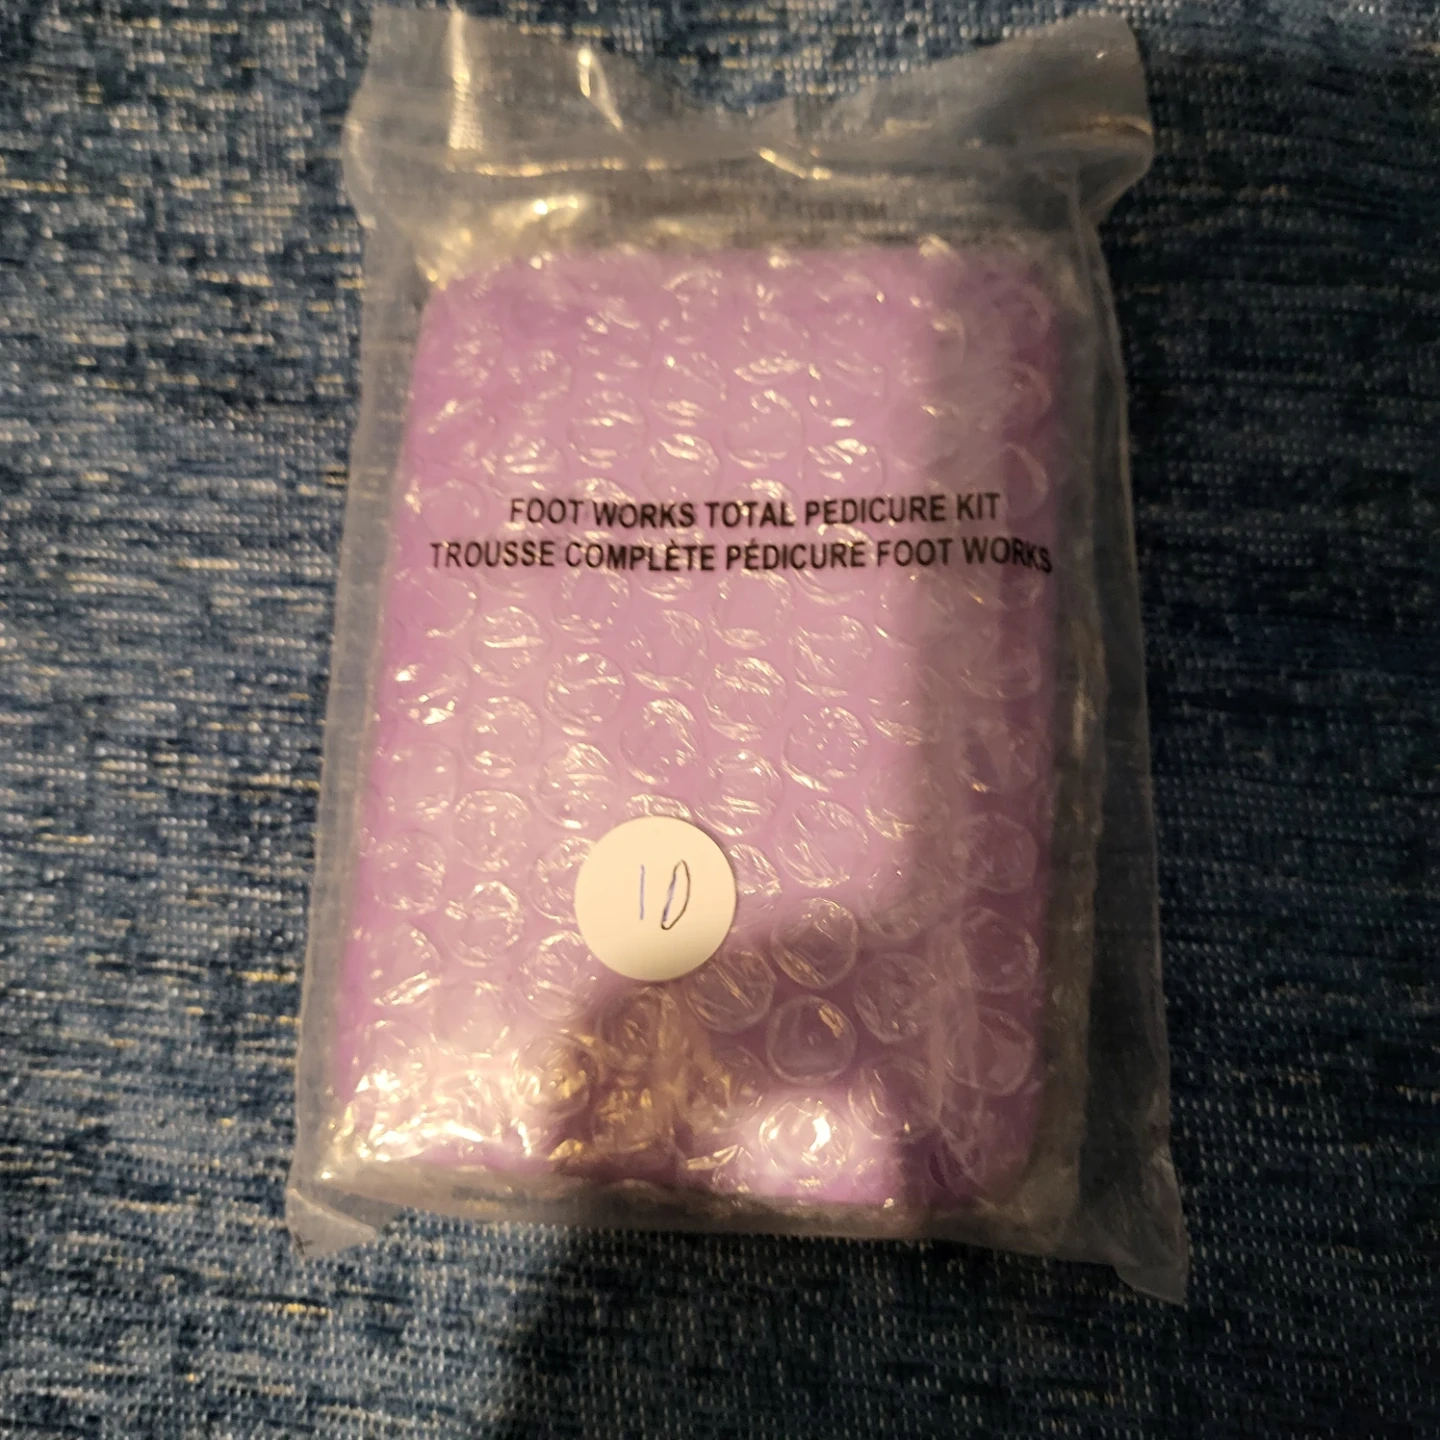 FOOT WORKS TOTAL PEDICURE KIT
TROUSSE COMPLÈTE PÉDICURE FOOT WORKS
10